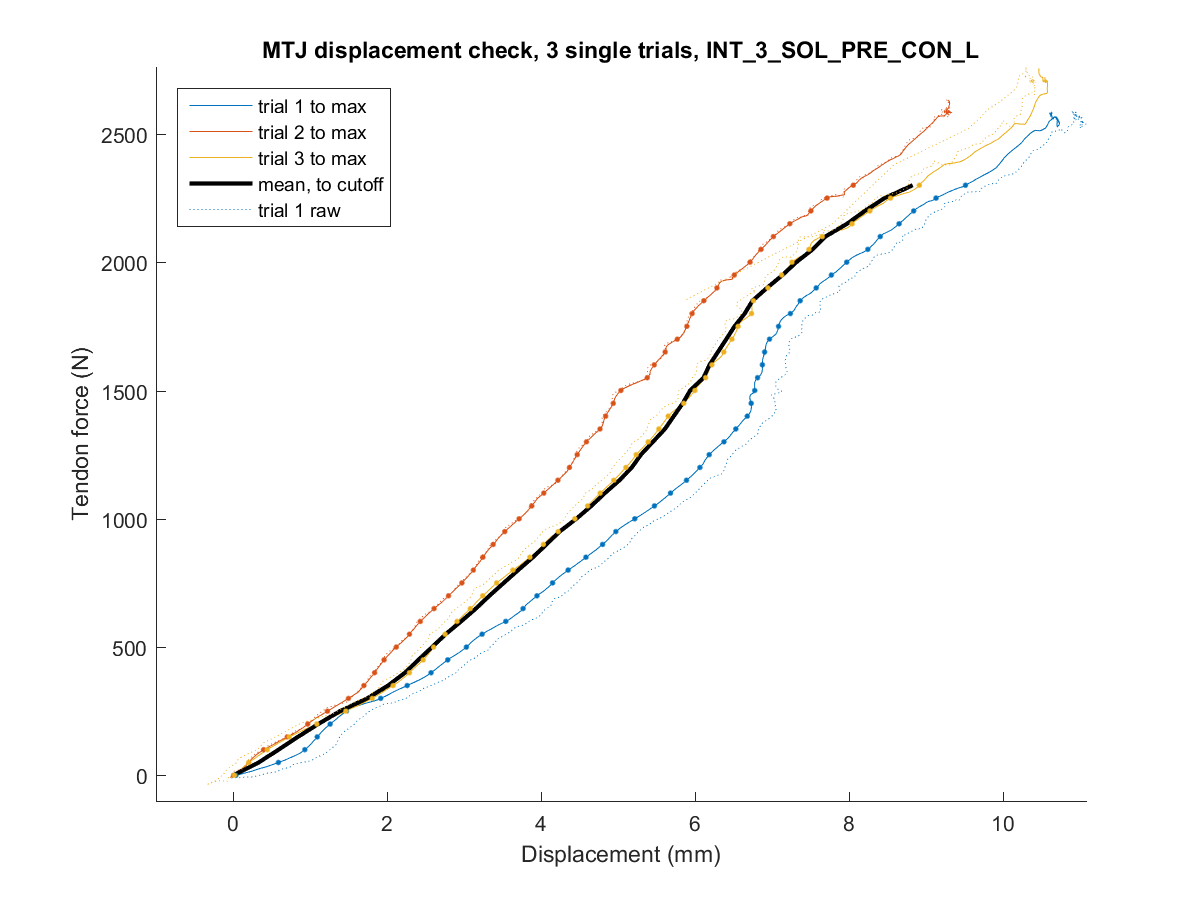 MTJ displacement check, 3 single trials, INT_3_SOL_PRE_CON_L
trial 1 to max
trial 2 to max
trial 3 to max
mean, to cutoff
trial 1 raw
2500
2000
1500
1000
500
0
Tendon force (N)
0 2 4 6 8 10
Displacement (mm)